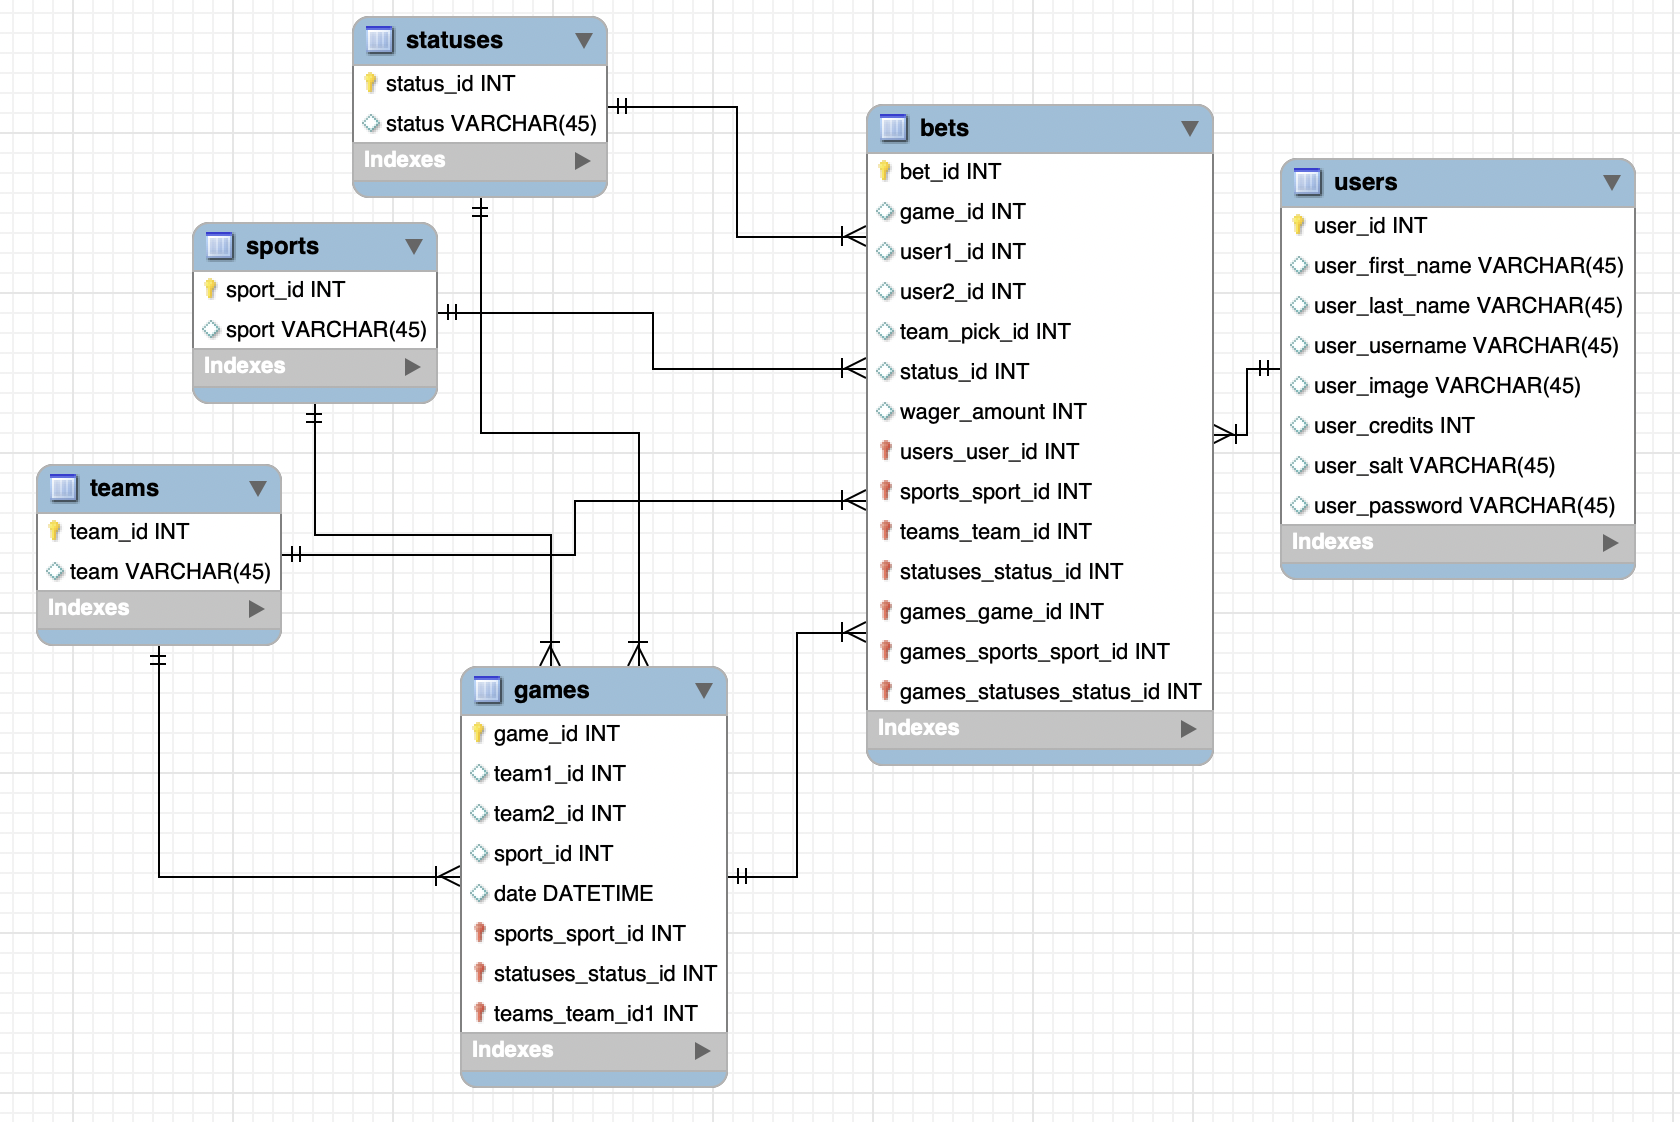 statuses
status_id INT
status VARCHAR(45)
Indexes
sports
sport_id INT
sport VARCHAR(45)
Indexes
teams
team_id INT
team VARCHAR(45)
Indexes
games
game_id INT
team1_id INT
team2_id INT
sport_id INT
date DATETIME
sports_sport_id INT
statuses_status_id INT
teams_team_id1 INT
Indexes
bets
bet_id INT
game_id INT
user1_id INT
user2_id INT
team_pick_id INT
status_id INT
wager_amount INT
users_user_id INT
sports_sport_id INT
teams_team_id INT
statuses_status_id INT
games_game_id INT
games_sports_sport_id INT
games_statuses_status_id INT
Indexes
users
user_id INT
user_first_name VARCHAR(45)
user_last_name VARCHAR(45)
user_username VARCHAR(45)
user_image VARCHAR(45)
user_credits INT
user_salt VARCHAR(45)
user_password VARCHAR(45)
Indexes